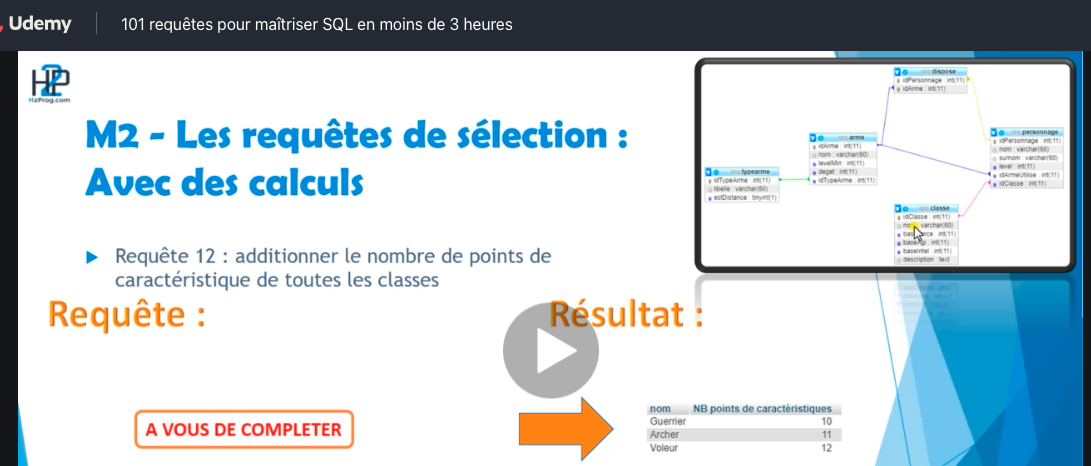 Udemy
101 requêtes pour maîtriser SQL en moins de 3 heures
H2P
H2Prog.com
M2 - Les requêtes de sélection :
Avec des calculs
Requête 12 : additionner le nombre de points de
caractéristique de toutes les classes
Requête :
Résultat :
A VOUS DE COMPLETER
nom NB points de caractéristiques
Guerrier 10
Archer 11
Voleur 12
rpg dispose
idPersonnage : int(11)
idArme : int(11)
rpg arme
idArme : int(11)
nom : varchar(60)
levelMin : int(11)
degat : int(11)
idTypeArme : int(11)
rpg typearme
idTypeArme : int(11)
libelle : varchar(60)
estDistance : tinyint(1)
rpg personnage
idPersonnage : int(11)
nom : varchar(60)
surnom : varchar(60)
level : int(11)
idArmeUtilise : int(11)
idClasse : int(11)
rpg classe
idClasse : int(11)
varchar(60)
int(11)
baseAgi : int(11)
baseIntel : int(11)
description : text